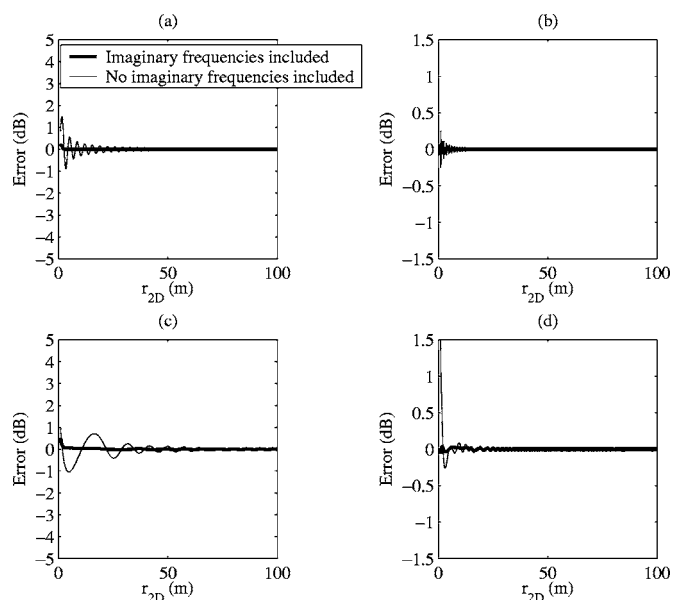 (a)
5
4
3
2
1
0
−1
−2
−3
−4
−5
Error (dB)
Imaginary frequencies included
No imaginary frequencies included
0 50 100
r2D (m)
(b)
1.5
1
0.5
0
−0.5
−1
−1.5
Error (dB)
0 50 100
r2D (m)
(c)
5
4
3
2
1
0
−1
−2
−3
−4
−5
Error (dB)
0 50 100
r2D (m)
(d)
1.5
1
0.5
0
−0.5
−1
−1.5
Error (dB)
0 50 100
r2D (m)